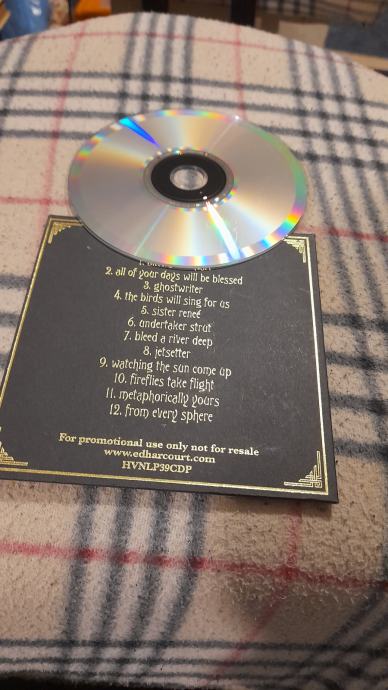 2. all of your days will be blessed
3. ghostwriter
4. the birds will sing for us
5. sister reneé
6. undertaker strut
7. bleed a river deep
8. jetsetter
9. watching the sun come up
10. fireflies take flight
11. metaphorically yours
12. from every sphere
For promotional use only not for resale
www.edharcourt.com
HVNLP39CDP